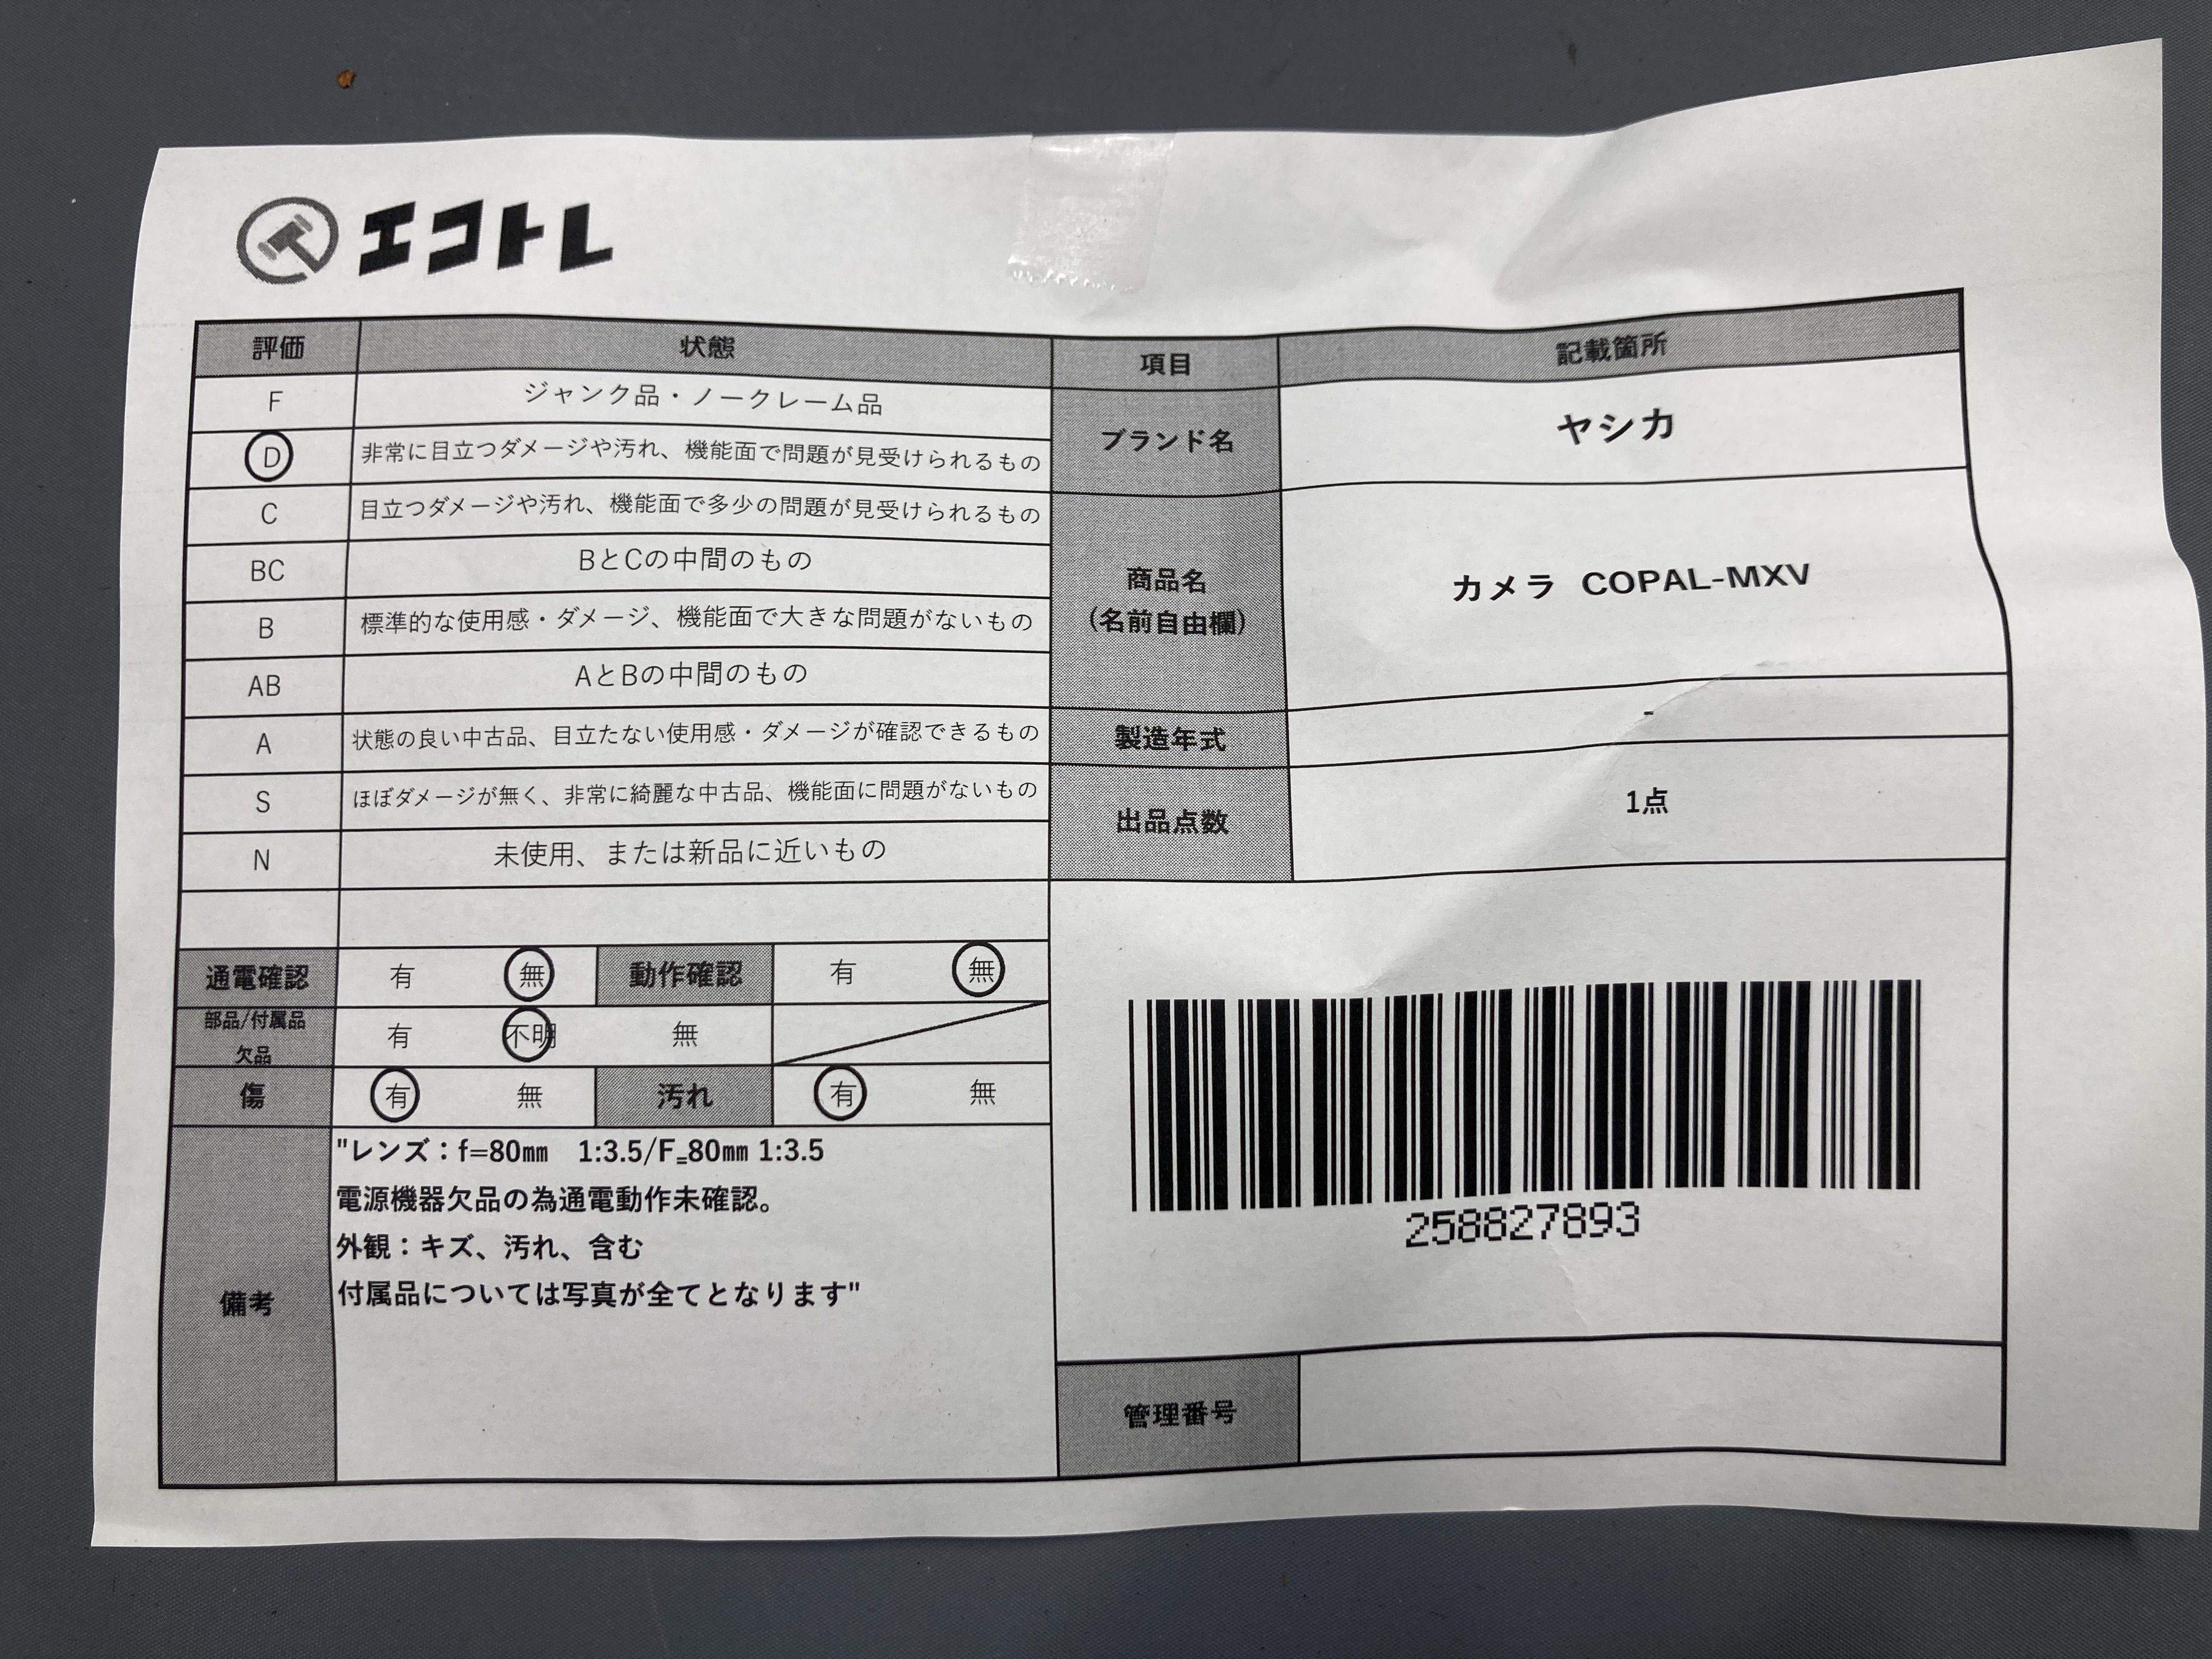 エコトレ
評価 状態
F ジャンク品・ノークレーム品
D 非常に目立つダメージや汚れ、機能面で問題が見受けられるもの
C 目立つダメージや汚れ、機能面で多少の問題が見受けられるもの
BC BとCの中間のもの
B 標準的な使用感・ダメージ、機能面で大きな問題がないもの
AB AとBの中間のもの
A 状態の良い中古品、目立たない使用感・ダメージが確認できるもの
S ほぼダメージが無く、非常に綺麗な中古品、機能面に問題がないもの
N 未使用、または新品に近いもの
通電確認 有 無 動作確認 有 無
部品/付属品
欠品 有 不明 無
傷 有 無 汚れ 有 無
備考
"レンズ：f=80㎜　1:3.5/F=80㎜ 1:3.5
電源機器欠品の為通電動作未確認。
外観：キズ、汚れ、含む
付属品については写真が全てとなります"
項目 記載箇所
ブランド名 ヤシカ
商品名
(名前自由欄) カメラ COPAL-MXV
製造年式 -
出品点数 1点
258827893
管理番号